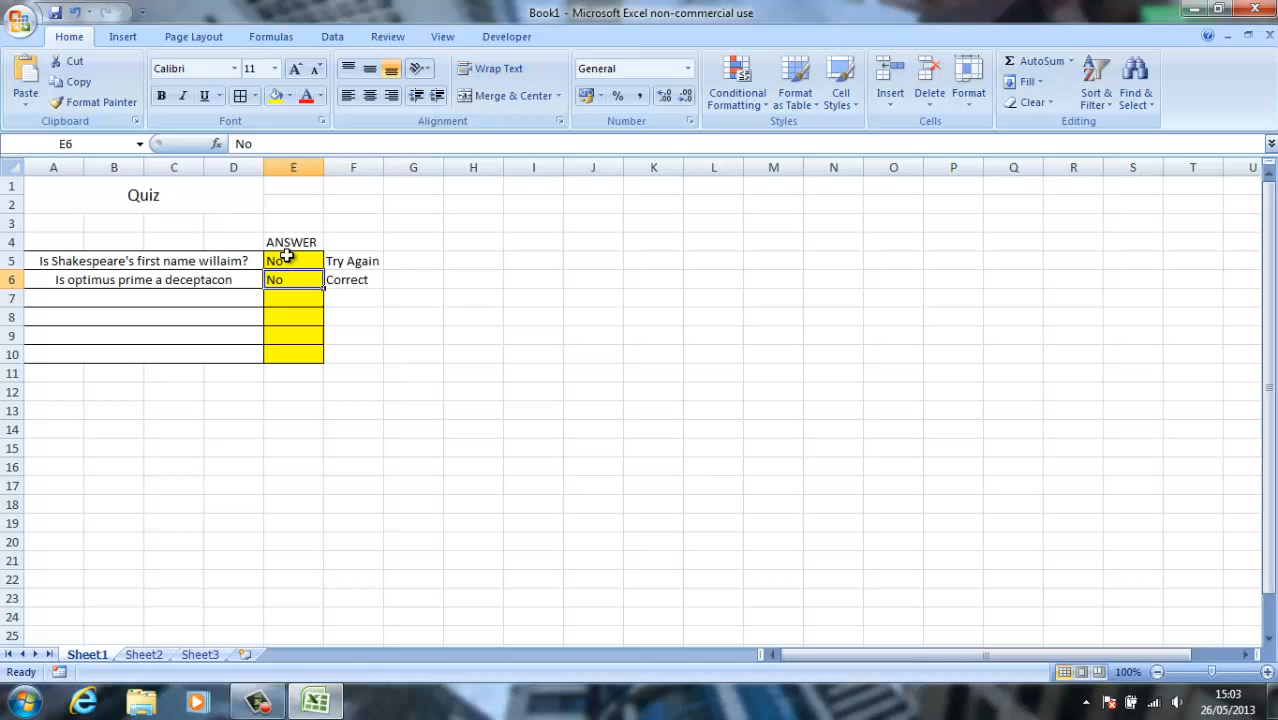 Book1 - Microsoft Excel non-commercial use
Home Insert Page Layout Formulas Data Review View Developer
Paste
Cut
Copy
Format Painter
Clipboard
Calibri 11
B I U
Font
Wrap Text
Merge & Center
Alignment
General
%
Number
Conditional Formatting
Format as Table
Cell Styles
Styles
Insert Delete Format
Cells
AutoSum
Fill
Clear
Sort & Filter
Find & Select
Editing
E6 fx No
A B C D E F G H I J K L M N O P Q R S T U
1
Quiz
2
3
4 ANSWER
5 Is Shakespeare's first name willaim? No Try Again
6 Is optimus prime a deceptacon No Correct
7
8
9
10
11
12
13
14
15
16
17
18
19
20
21
22
23
24
25
Sheet1 Sheet2 Sheet3
Ready 100%
15:03
26/05/2013